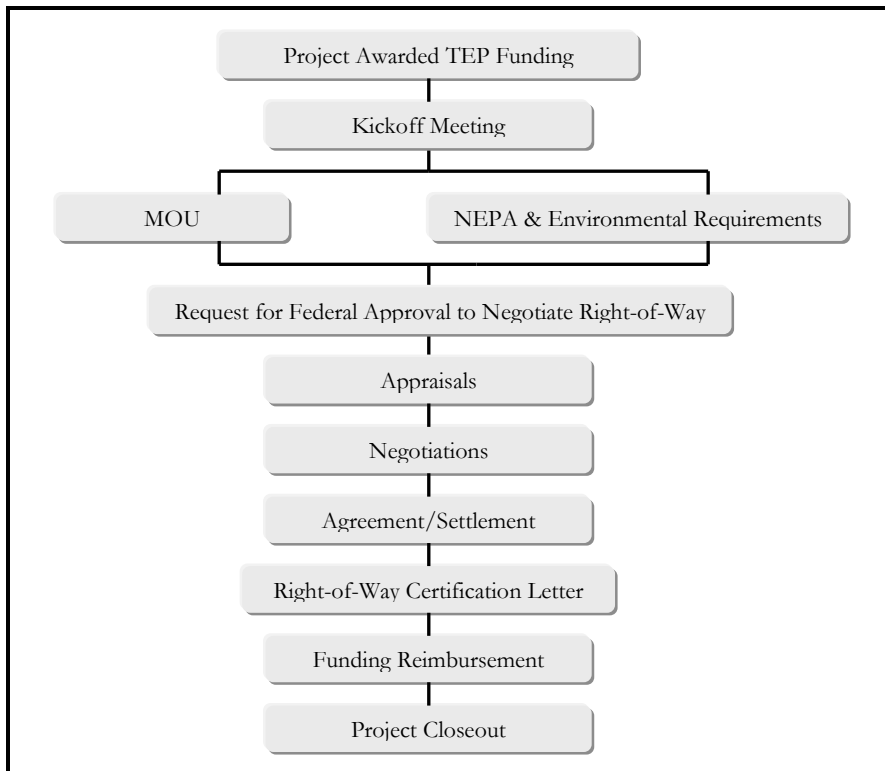 Project Awarded TEP Funding
Kickoff Meeting
MOU
NEPA & Environmental Requirements
Request for Federal Approval to Negotiate Right-of-Way
Appraisals
Negotiations
Agreement/Settlement
Right-of-Way Certification Letter
Funding Reimbursement
Project Closeout